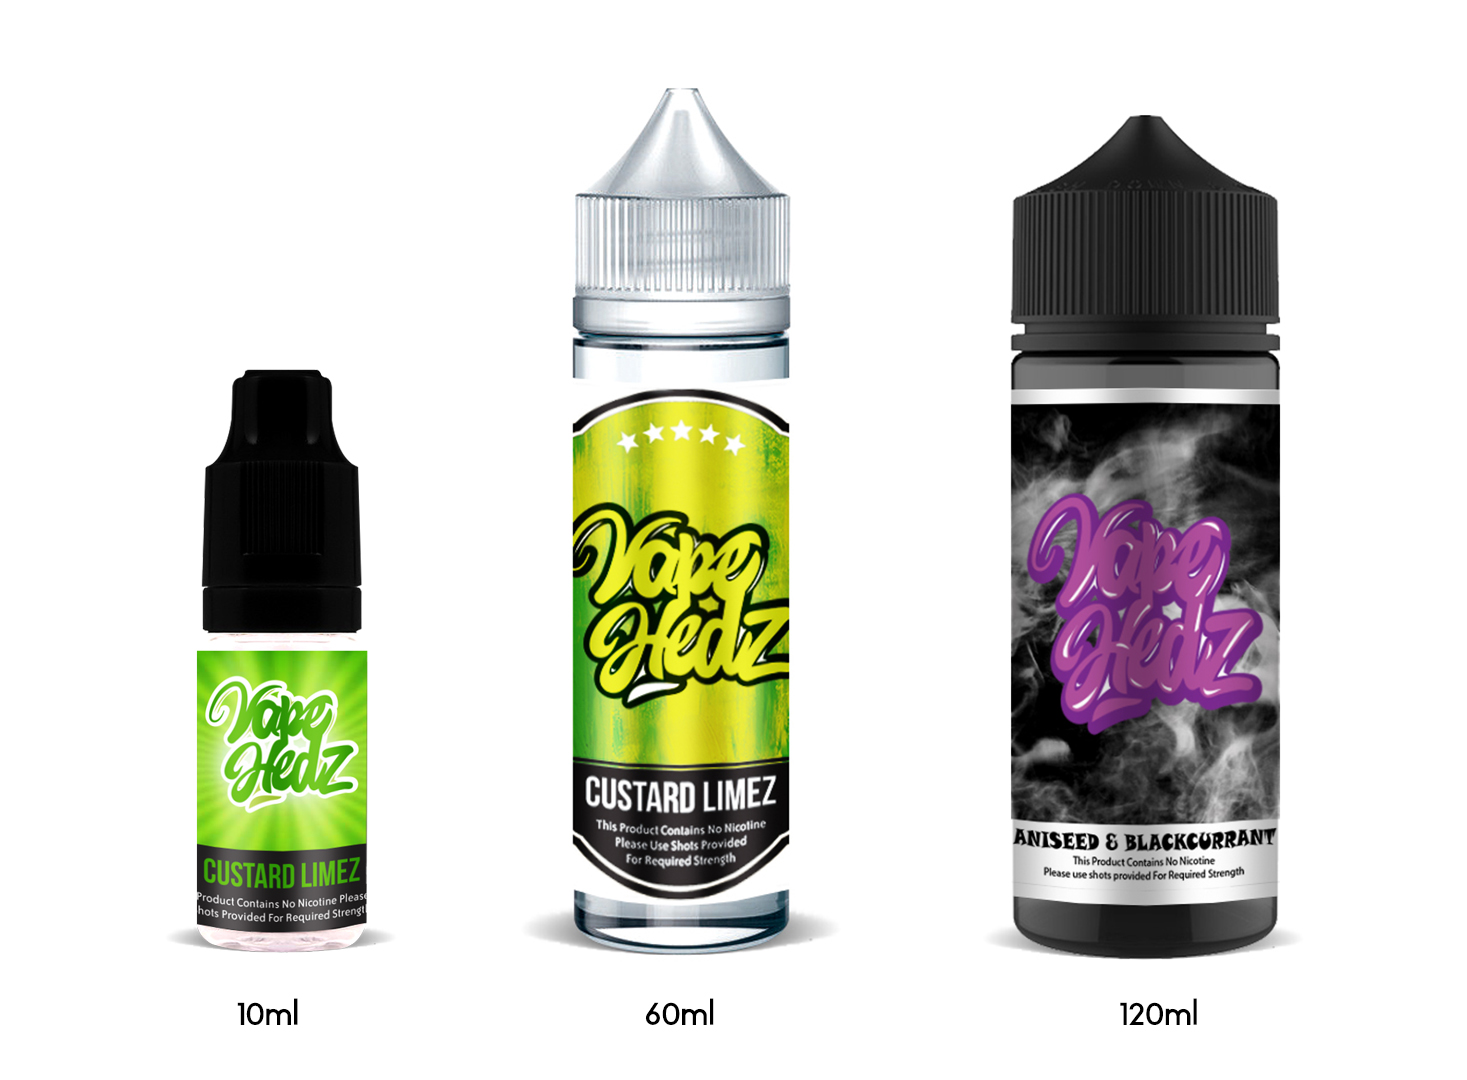 Vape
Hedz
CUSTARD LIMEZ
Product Contains No Nicotine Please
hots Provided For Required Strength
10ml
Vape
Hedz
CUSTARD LIMEZ
This Product Contains No Nicotine
Please Use Shots Provided
For Required Strength
60ml
Vape
Hedz
ANISEED & BLACKCURRANT
This Product Contains No Nicotine
Please use shots provided For Required Strength
120ml